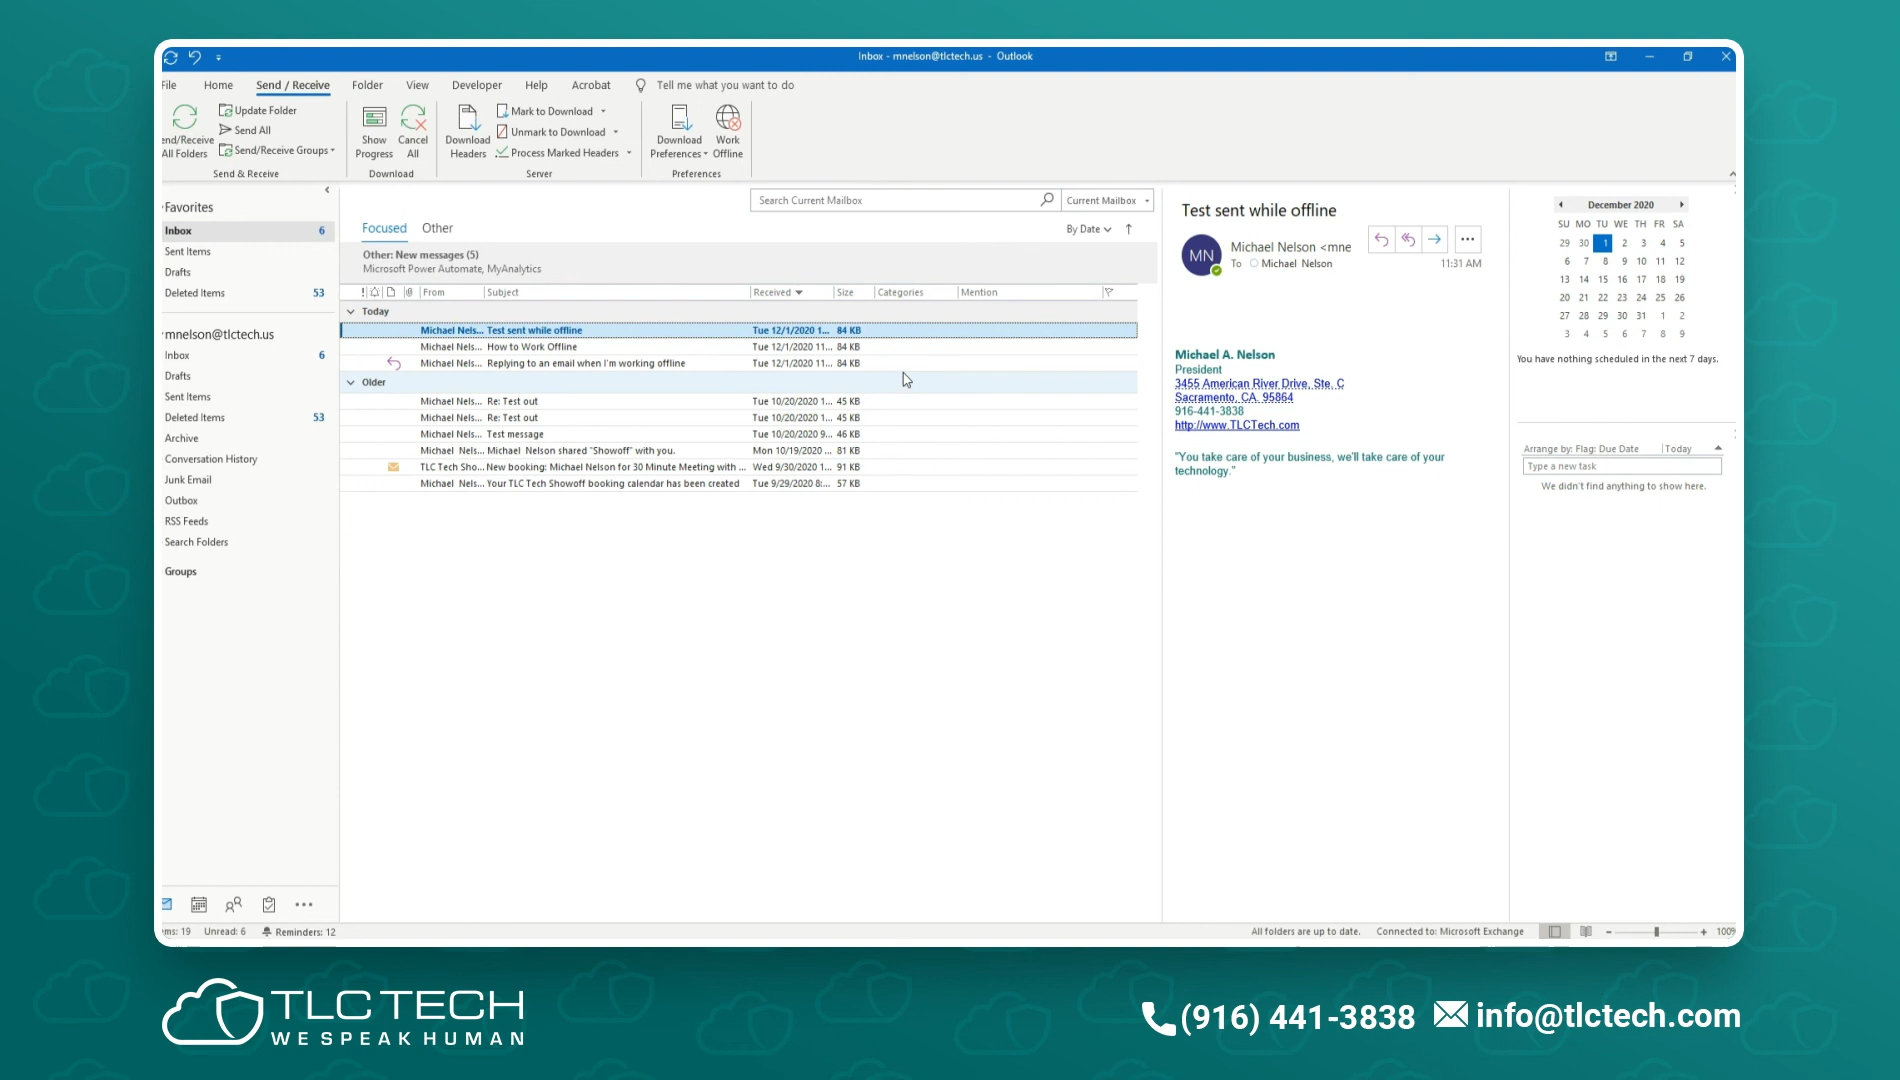 Inbox - mnelson@tlctech.us - Outlook
File Home Send / Receive Folder View Developer Help Acrobat Tell me what you want to do
end/Receive
All Folders
Update Folder
Send All
Send/Receive Groups
Send & Receive
Show
Progress
Cancel
All
Download
Download
Headers
Mark to Download
Unmark to Download
Process Marked Headers
Server
Download
Preferences
Work
Offline
Preferences
Favorites
Inbox 6
Sent Items
Drafts
Deleted Items 53
mnelson@tlctech.us
Inbox 6
Drafts
Sent Items
Deleted Items 53
Archive
Conversation History
Junk Email
Outbox
RSS Feeds
Search Folders
Groups
Search Current Mailbox Current Mailbox
Focused Other By Date
Other: New messages (5)
Microsoft Power Automate, MyAnalytics
! From Subject Received Size Categories Mention
Today
Michael Nels... Test sent while offline Tue 12/1/2020 1... 84 KB
Michael Nels... How to Work Offline Tue 12/1/2020 11... 84 KB
Michael Nels... Replying to an email when I'm working offline Tue 12/1/2020 11... 84 KB
Older
Michael Nels... Re: Test out Tue 10/20/2020 1... 45 KB
Michael Nels... Re: Test out Tue 10/20/2020 1... 45 KB
Michael Nels... Test message Tue 10/20/2020 9... 46 KB
Michael Nels... Michael Nelson shared "Showoff" with you. Mon 10/19/2020 ... 81 KB
TLC Tech Sho... New booking: Michael Nelson for 30 Minute Meeting with ... Wed 9/30/2020 1... 91 KB
Michael Nels... Your TLC Tech Showoff booking calendar has been created Tue 9/29/2020 8:... 57 KB
Test sent while offline
MN
Michael Nelson <mne
To Michael Nelson
11:31 AM
Michael A. Nelson
President
3455 American River Drive, Ste. C
Sacramento, CA. 95864
916-441-3838
http://www.TLCTech.com
"You take care of your business, we'll take care of your
technology."
December 2020
SU MO TU WE TH FR SA
29 30 1 2 3 4 5
6 7 8 9 10 11 12
13 14 15 16 17 18 19
20 21 22 23 24 25 26
27 28 29 30 31 1 2
3 4 5 6 7 8 9
You have nothing scheduled in the next 7 days.
Arrange by: Flag: Due Date Today
Type a new task
We didn't find anything to show here.
ms: 19 Unread: 6 Reminders: 12
All folders are up to date. Connected to: Microsoft Exchange 100%
TLC TECH
WE SPEAK HUMAN
(916) 441-3838 info@tlctech.com